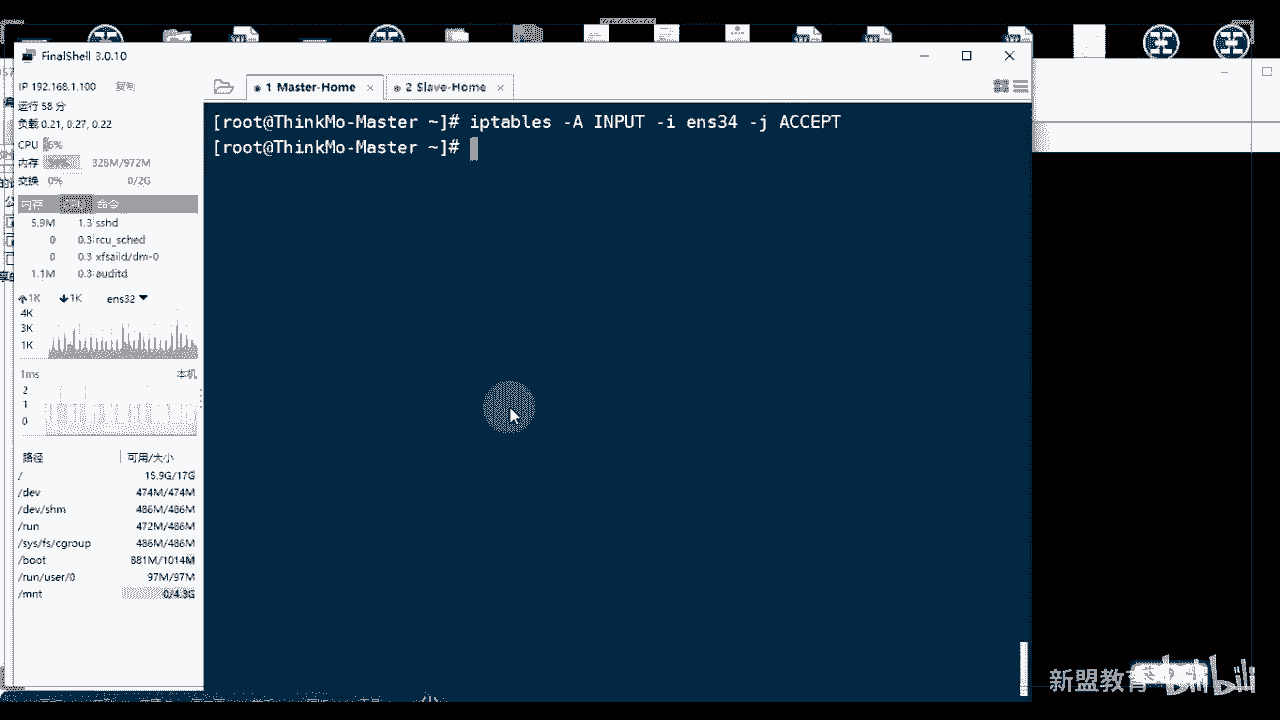 FinalShell 3.0.10
IP 192.168.1.100 复制
运行 58 分
负载 0.21, 0.27, 0.22
CPU 6%
内存 328M/972M
交换 0% 0/2G
内存 命令
5.9M 1.3 sshd
0 0.3 rcu_sched
0 0.3 xfsaild/dm-0
1.1M 0.3 auditd
1K 1K ens32
4K
3K
1K
1ms 本机
2
1
0
路径 可用/大小
/ 15.9G/17G
/dev 474M/474M
/dev/shm 486M/486M
/run 472M/486M
/sys/fs/cgroup 486M/486M
/boot 881M/1014M
/run/user/0 97M/97M
/mnt 0/4.3G
1 Master-Home
2 Slave-Home
[root@ThinkMo-Master ~]# iptables -A INPUT -i ens34 -j ACCEPT
[root@ThinkMo-Master ~]#
新盟教育 bilibili